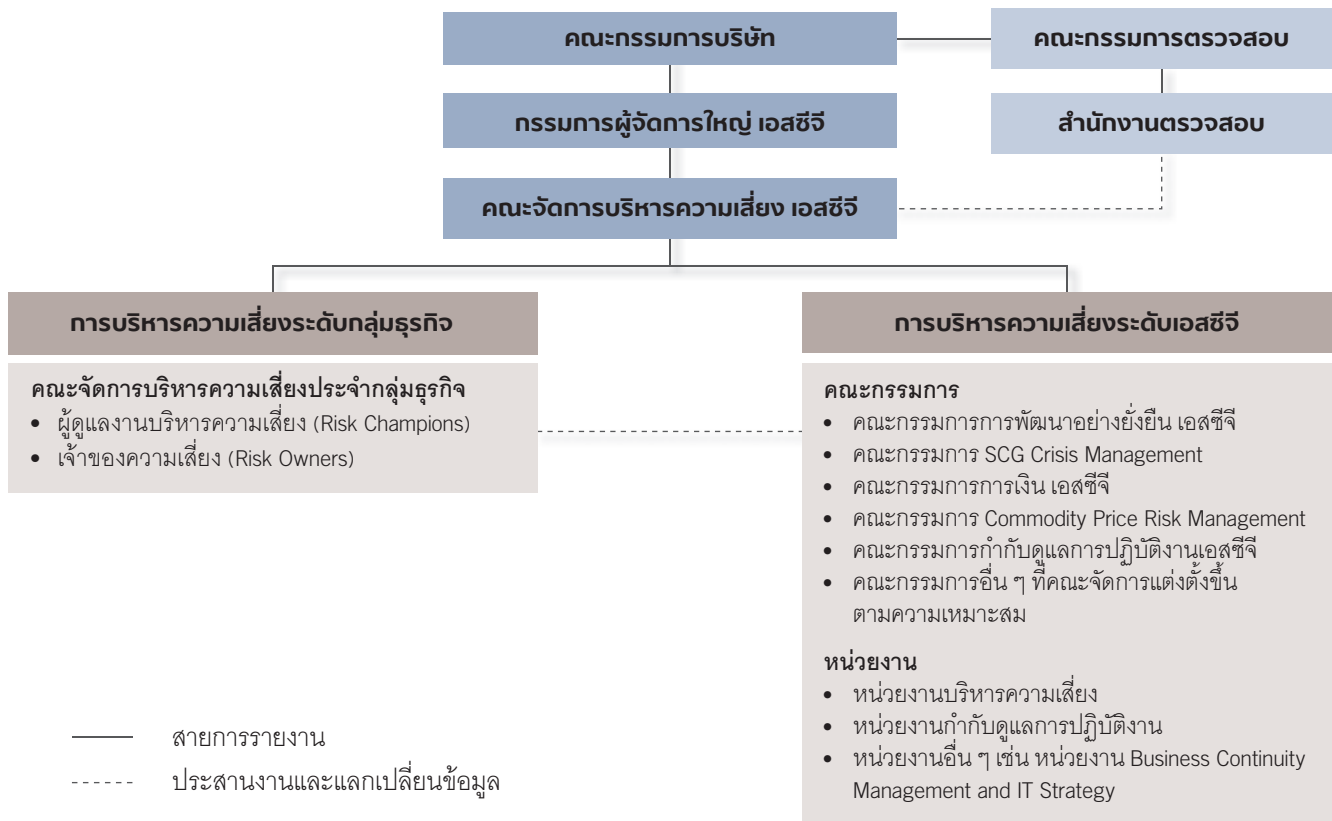 คณะกรรมการบริษัท
คณะกรรมการตรวจสอบ
กรรมการผู้จัดการใหญ่ เอสซีจี
สำนักงานตรวจสอบ
คณะจัดการบริหารความเสี่ยง เอสซีจี
การบริหารความเสี่ยงระดับกลุ่มธุรกิจ
คณะจัดการบริหารความเสี่ยงประจำกลุ่มธุรกิจ
• ผู้ดูแลงานบริหารความเสี่ยง (Risk Champions)
• เจ้าของความเสี่ยง (Risk Owners)
การบริหารความเสี่ยงระดับเอสซีจี
คณะกรรมการ
• คณะกรรมการการพัฒนาอย่างยั่งยืน เอสซีจี
• คณะกรรมการ SCG Crisis Management
• คณะกรรมการการเงิน เอสซีจี
• คณะกรรมการ Commodity Price Risk Management
• คณะกรรมการกำกับดูแลการปฏิบัติงานเอสซีจี
• คณะกรรมการอื่น ๆ ที่คณะจัดการแต่งตั้งขึ้น
ตามความเหมาะสม
หน่วยงาน
• หน่วยงานบริหารความเสี่ยง
• หน่วยงานกำกับดูแลการปฏิบัติงาน
• หน่วยงานอื่น ๆ เช่น หน่วยงาน Business Continuity
Management and IT Strategy
สายการรายงาน
ประสานงานและแลกเปลี่ยนข้อมูล